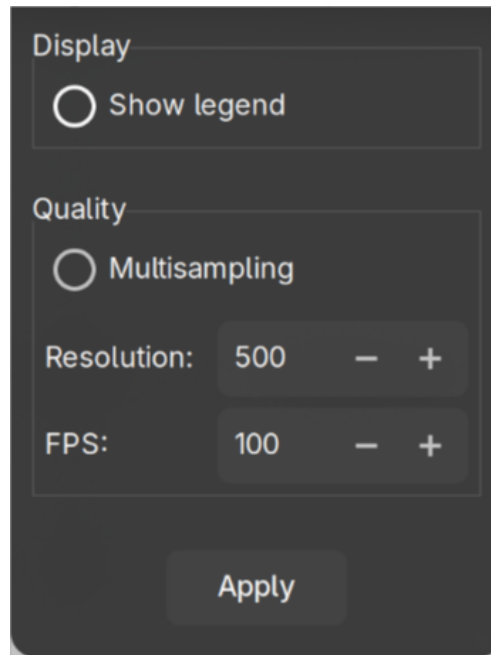 Display
Show legend
Quality
Multisampling
Resolution: 500 − +
FPS: 100 − +
Apply